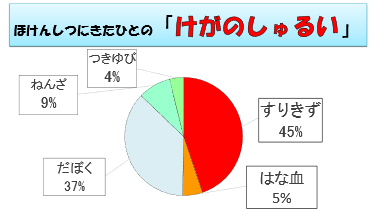 ほけんしつにきたひとの「けがのしゅるい」
つきゆび
4%
ねんざ
9%
すりきず
45%
だぼく
37%
はな血
5%